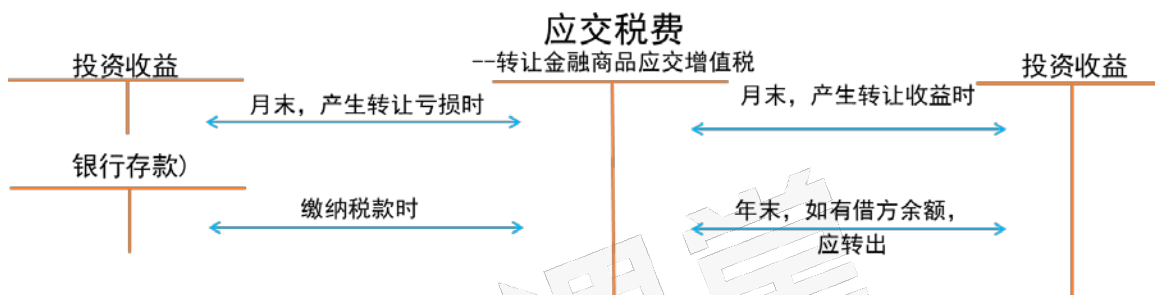 应交税费
--转让金融商品应交增值税
投资收益
投资收益
月末，产生转让亏损时
月末，产生转让收益时
银行存款)
缴纳税款时
年末，如有借方余额，
应转出